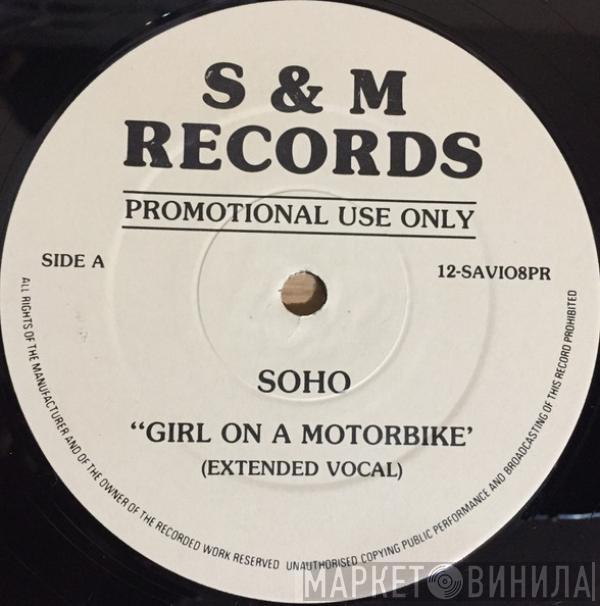 S & M
RECORDS
PROMOTIONAL USE ONLY
SIDE A
12-SAVIO8PR
SOHO
“GIRL ON A MOTORBIKE’
(EXTENDED VOCAL)
ALL RIGHTS OF THE MANUFACTURER AND OF THE OWNER OF THE RECORDED WORK RESERVED UNAUTHORISED COPYING PUBLIC PERFORMANCE AND BROADCASTING OF THIS RECORD PROHIBITED
МАРКЕТ ВИНИЛА